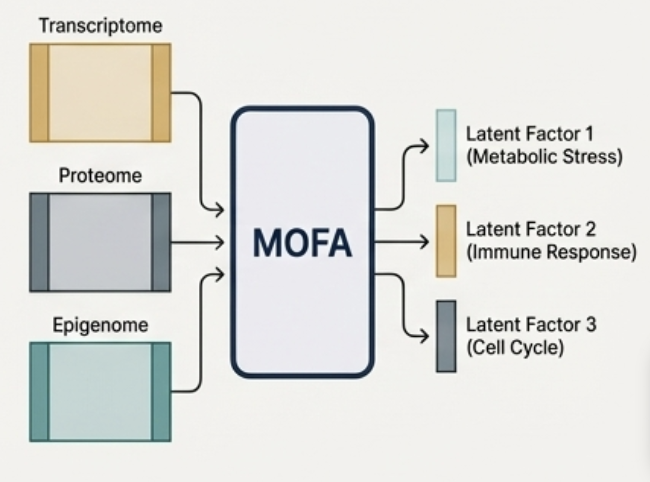 Transcriptome
Proteome
Epigenome
MOFA
Latent Factor 1
(Metabolic Stress)
Latent Factor 2
(Immune Response)
Latent Factor 3
(Cell Cycle)